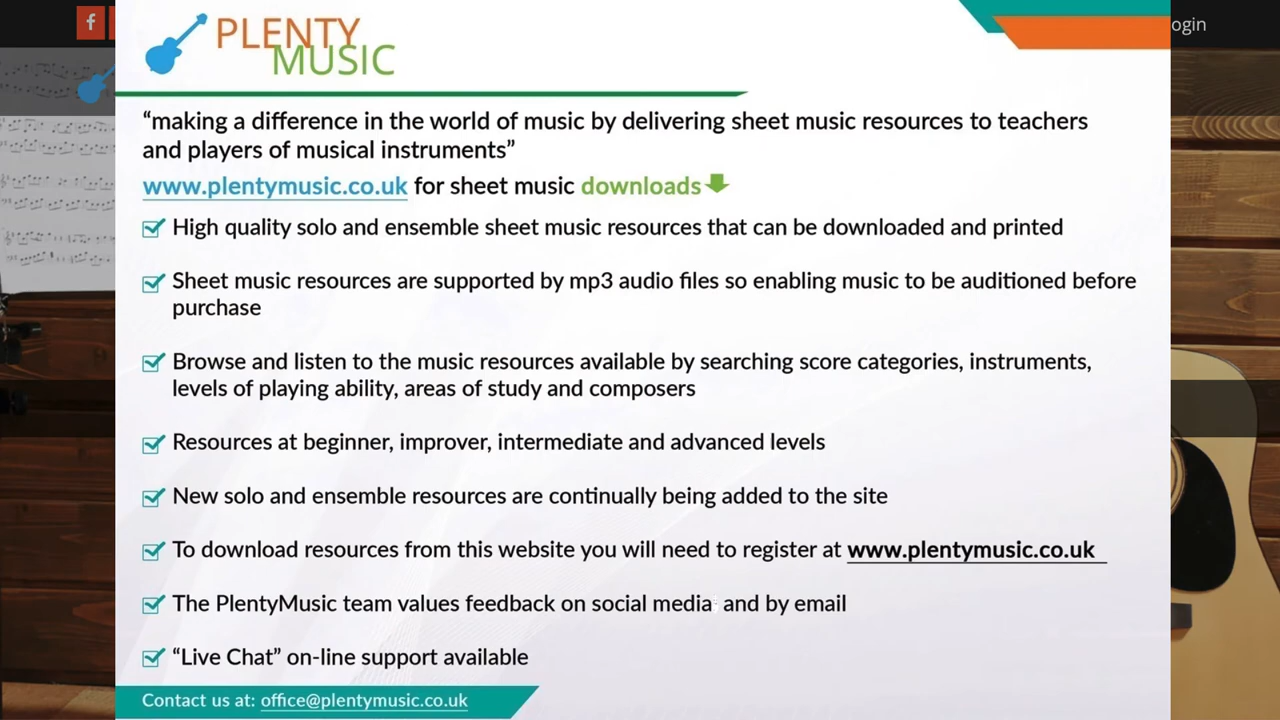 f
ogin
PLENTY
MUSIC
“making a difference in the world of music by delivering sheet music resources to teachers
and players of musical instruments”
www.plentymusic.co.uk for sheet music downloads
High quality solo and ensemble sheet music resources that can be downloaded and printed
Sheet music resources are supported by mp3 audio files so enabling music to be auditioned before
purchase
Browse and listen to the music resources available by searching score categories, instruments,
levels of playing ability, areas of study and composers
Resources at beginner, improver, intermediate and advanced levels
New solo and ensemble resources are continually being added to the site
To download resources from this website you will need to register at www.plentymusic.co.uk
The PlentyMusic team values feedback on social media and by email
“Live Chat” on-line support available
Contact us at: office@plentymusic.co.uk